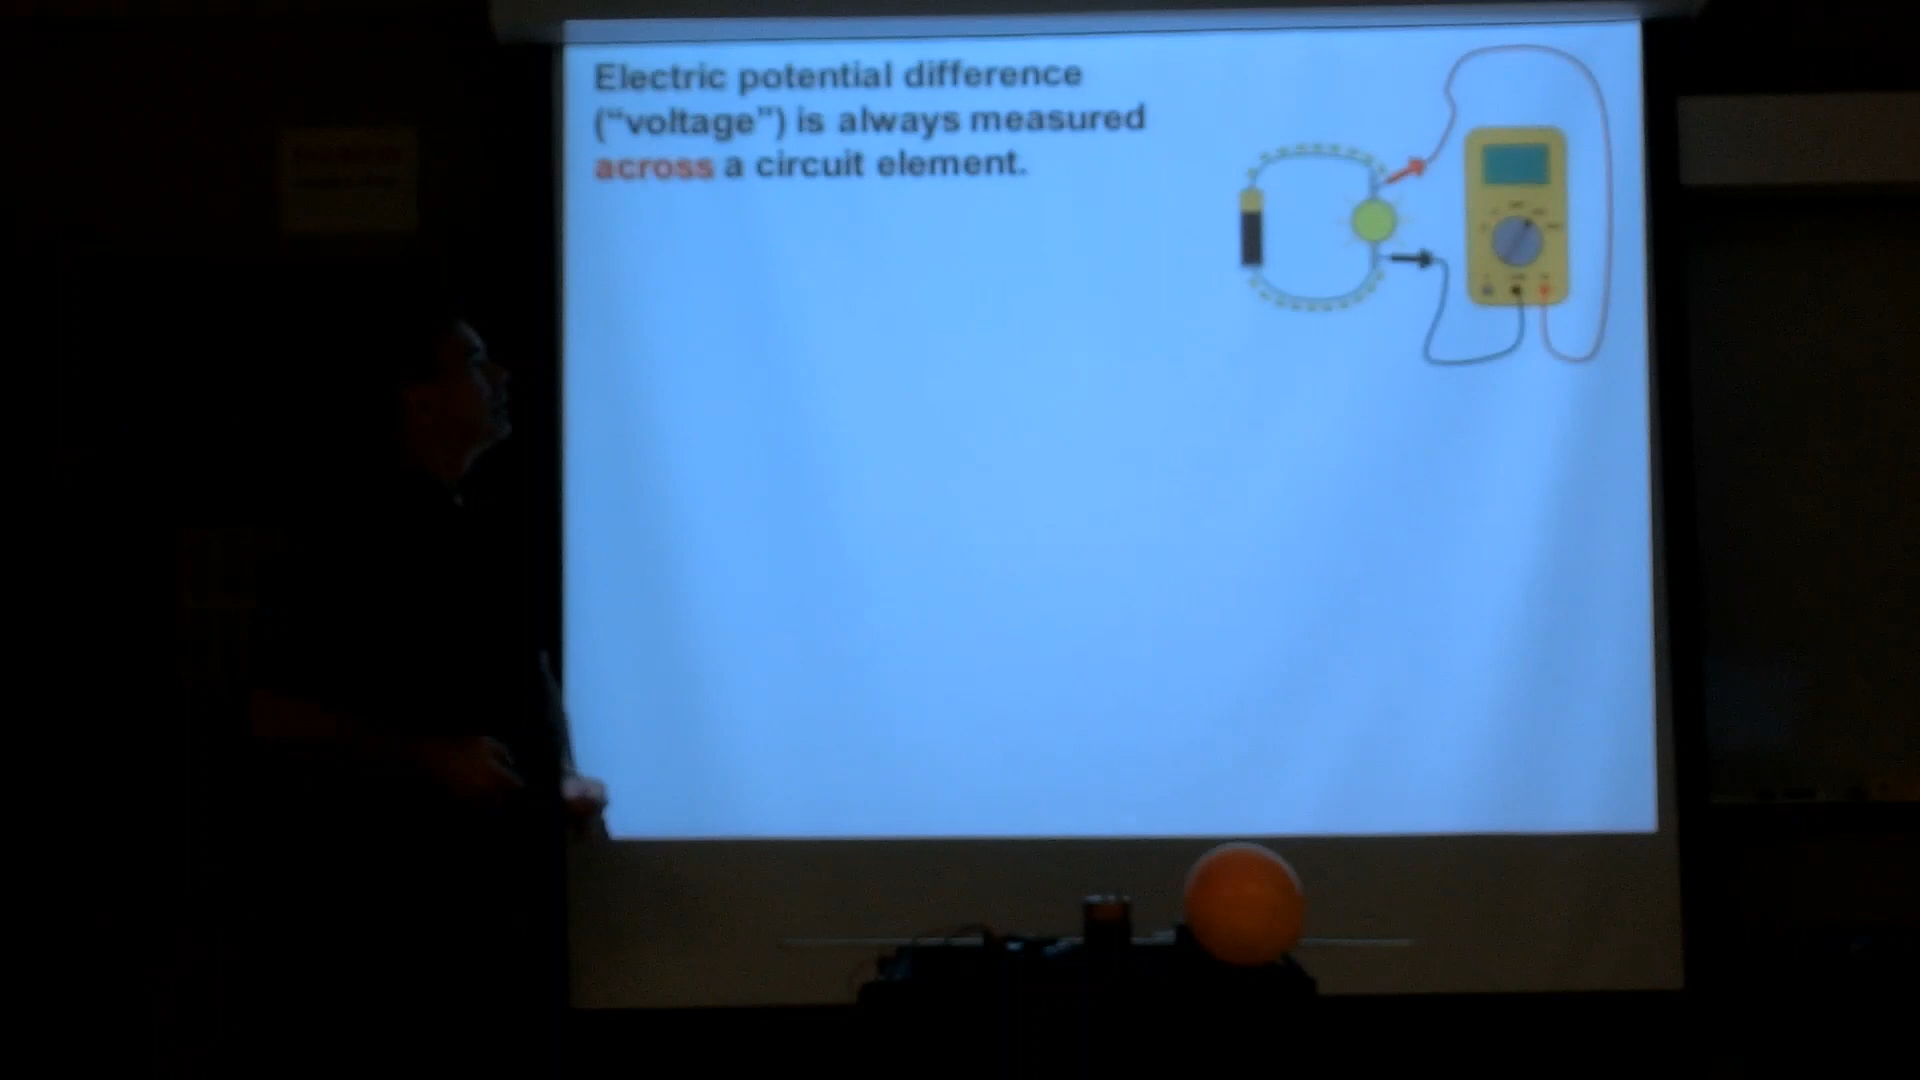 Electric potential difference
(“voltage”) is always measured
across a circuit element.